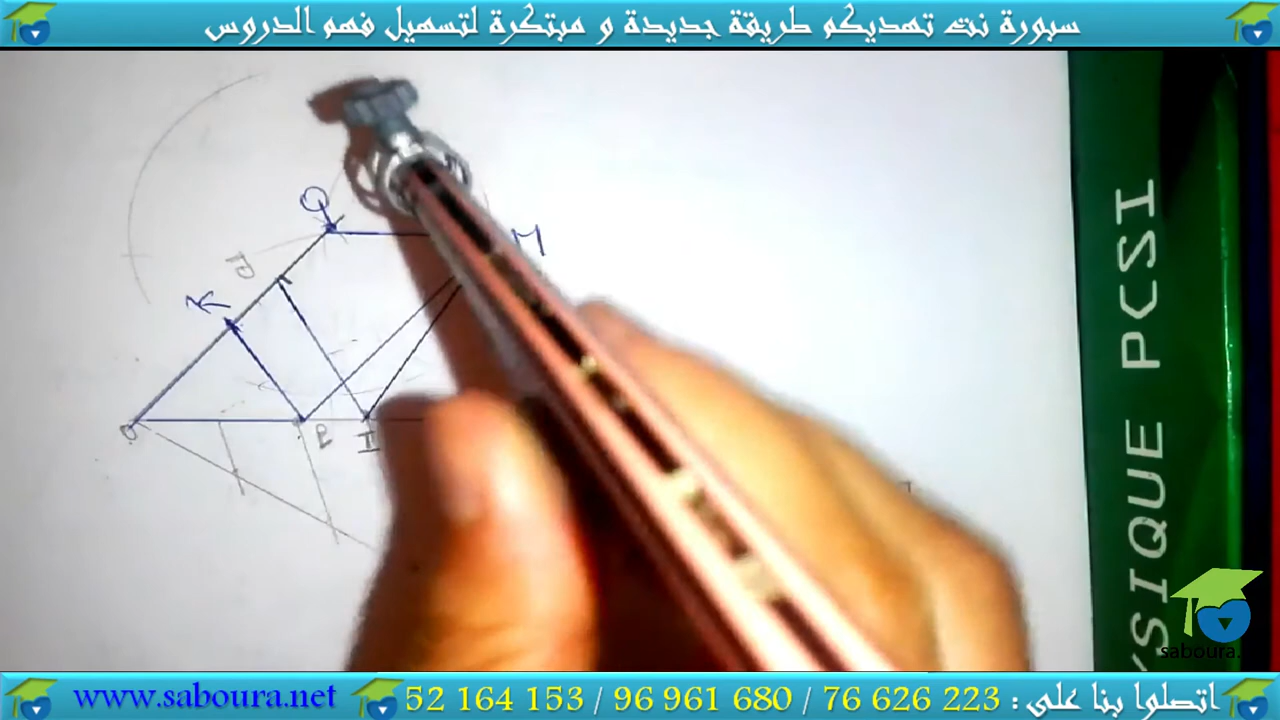 سبورة نت تهديكم طريقة جديدة و مبتكرة لتسهيل فهم الدروس
Q
M
K
I
YSIQUE PCSI
saboura.
www.saboura.net 52 164 153 / 96 961 680 / 76 626 223 : اتصلوا بنا على